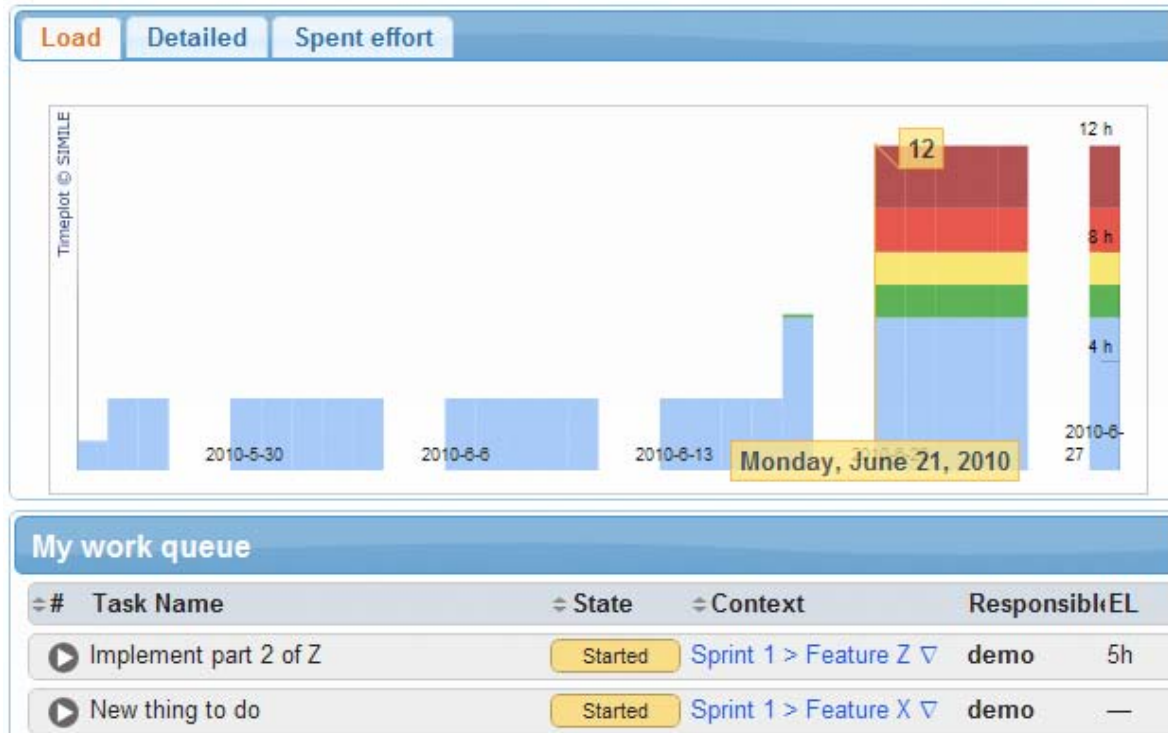 Load Detailed Spent effort
Timeplot © SIMILE
12 h
12
8 h
4 h
2010-5-30 2010-6-6 2010-6-13 2010-6-27
Monday, June 21, 2010
My work queue
# Task Name State Context Responsible EL
Implement part 2 of Z Started Sprint 1 > Feature Z ▽ demo 5h
New thing to do Started Sprint 1 > Feature X ▽ demo —